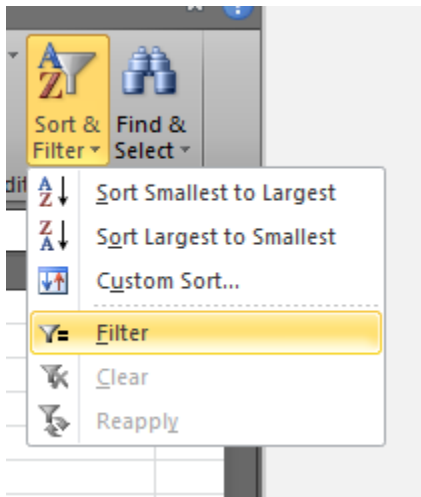 Sort &
Filter
Find &
Select
Sort Smallest to Largest
Sort Largest to Smallest
Custom Sort...
Filter
Clear
Reapply